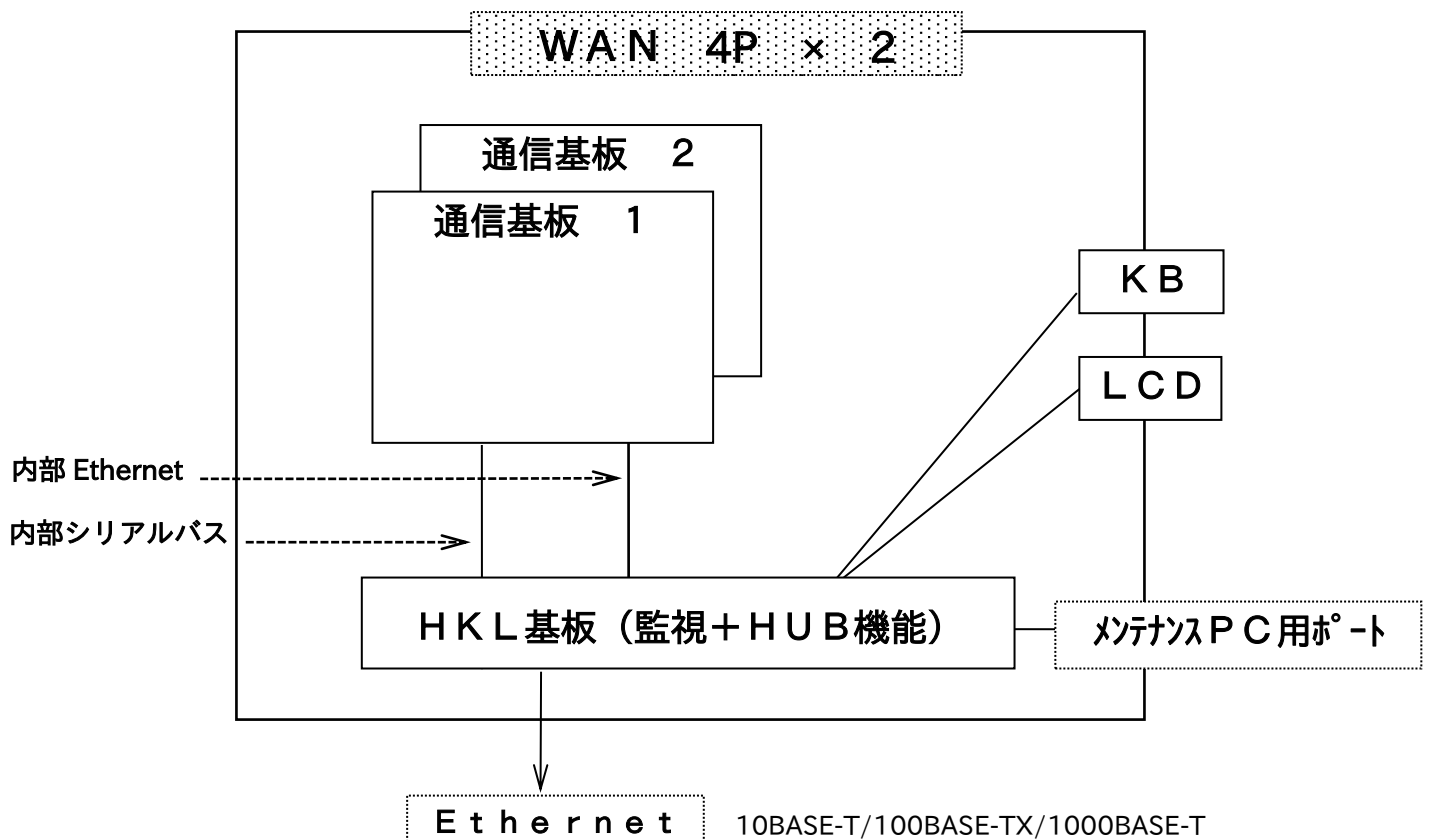 ＷＡＮ　4Ｐ　×　２
通信基板　２
通信基板　１
ＫＢ
ＬＣＤ
内部 Ethernet
内部シリアルバス
ＨＫＬ基板（監視＋ＨＵＢ機能）
ﾒﾝﾃﾅﾝｽＰＣ用ﾎﾟｰﾄ
Ｅｔｈｅｒｎｅｔ
10BASE-T/100BASE-TX/1000BASE-T